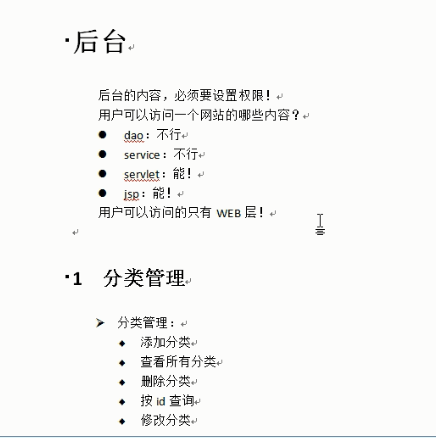 后台
后台的内容，必须要设置权限！
用户可以访问一个网站的哪些内容？
● dao：不行
● service：不行
● servlet：能！
● jsp：能！
用户可以访问的只有 WEB 层！
1 分类管理
➢ 分类管理：
◆ 添加分类
◆ 查看所有分类
◆ 删除分类
◆ 按 id 查询
◆ 修改分类